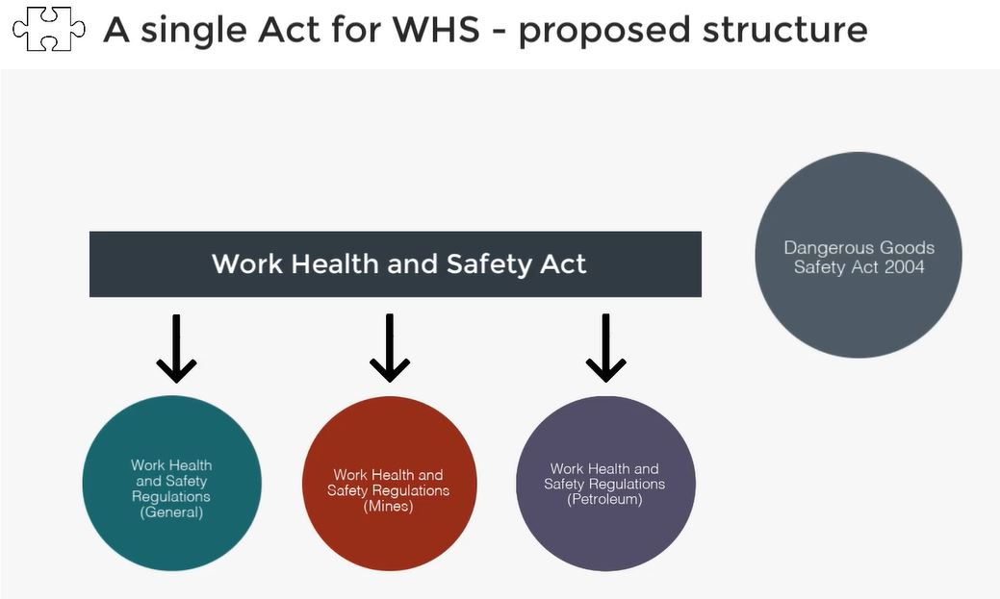 A single Act for WHS - proposed structure
Dangerous Goods
Safety Act 2004
Work Health and Safety Act
Work Health
and Safety
Regulations
(General)
Work Health and
Safety Regulations
(Mines)
Work Health and
Safety Regulations
(Petroleum)